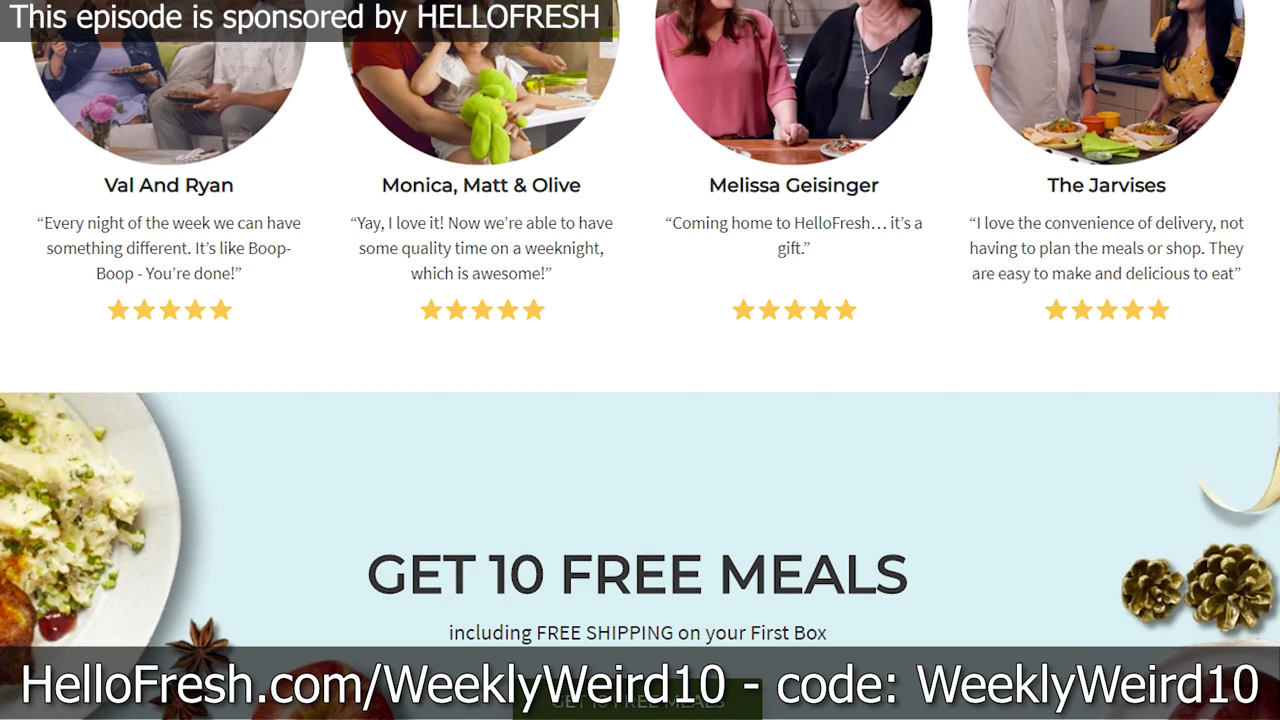 This episode is sponsored by HELLOFRESH
Val And Ryan
“Every night of the week we can have
something different. It’s like Boop-
Boop - You’re done!”
Monica, Matt & Olive
“Yay, I love it! Now we’re able to have
some quality time on a weeknight,
which is awesome!”
Melissa Geisinger
“Coming home to HelloFresh… it’s a
gift.”
The Jarvises
“I love the convenience of delivery, not
having to plan the meals or shop. They
are easy to make and delicious to eat”
GET 10 FREE MEALS
including FREE SHIPPING on your First Box
HelloFresh.com/WeeklyWeird10 - code: WeeklyWeird10
GET 10 FREE MEALS